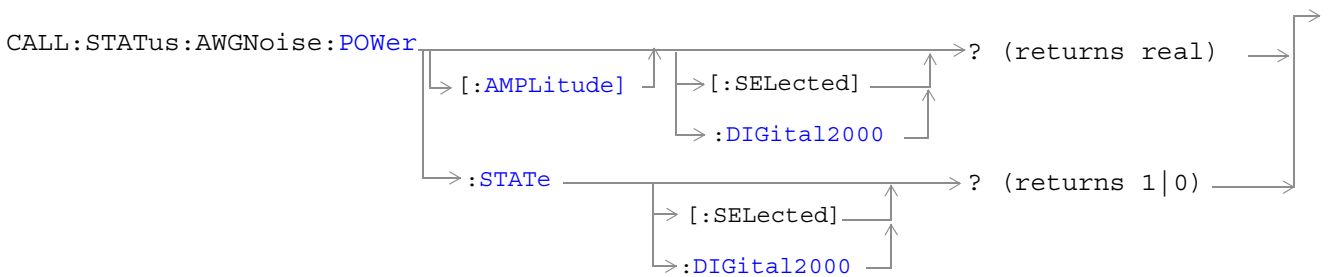 CALL:STATus:AWGNoise:POWer ? (returns real)
[:AMPLitude] [:SELected]
:DIGital2000
:STATe ? (returns 1|0)
[:SELected]
:DIGital2000